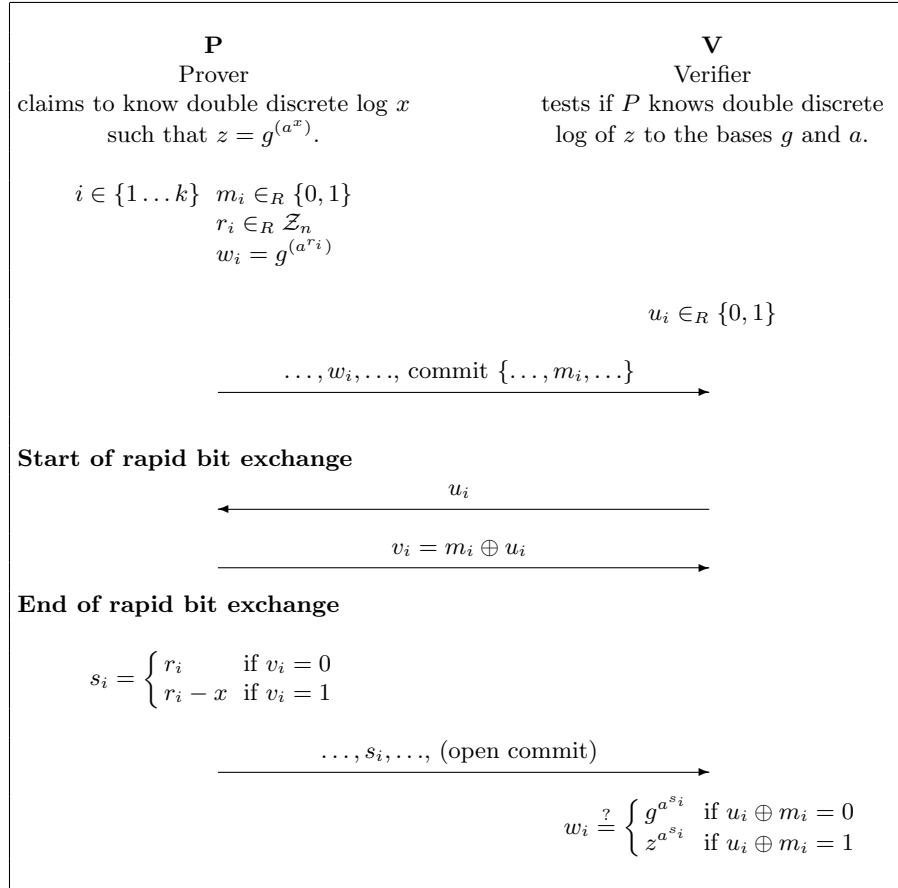 P V
Prover Verifier
claims to know double discrete log x tests if P knows double discrete
such that z = g^(a^x). log of z to the bases g and a.
i ∈ {1 … k} m_i ∈_R {0, 1}
r_i ∈_R Z_n
w_i = g^(a^{r_i})
u_i ∈_R {0, 1}
…, w_i, …, commit {…, m_i, …}
Start of rapid bit exchange
u_i
v_i = m_i ⊕ u_i
End of rapid bit exchange
s_i = { r_i if v_i = 0
r_i − x if v_i = 1
…, s_i, …, (open commit)
w_i ≟ { g^{a^{s_i}} if u_i ⊕ m_i = 0
z^{a^{s_i}} if u_i ⊕ m_i = 1